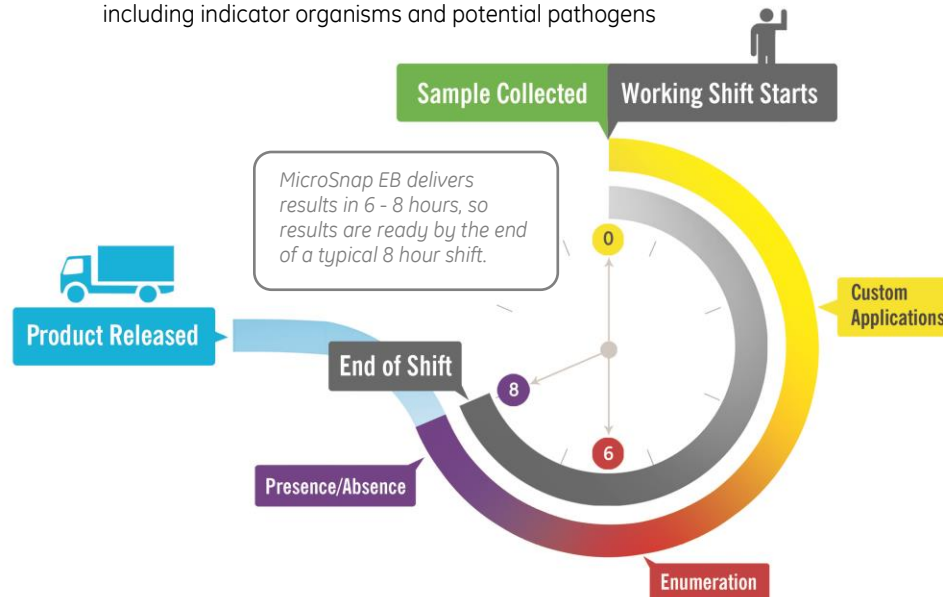 including indicator organisms and potential pathogens
Sample Collected
Working Shift Starts
MicroSnap EB delivers
results in 6 - 8 hours, so
results are ready by the end
of a typical 8 hour shift.
0
Custom
Applications
Product Released
End of Shift
8
6
Presence/Absence
Enumeration